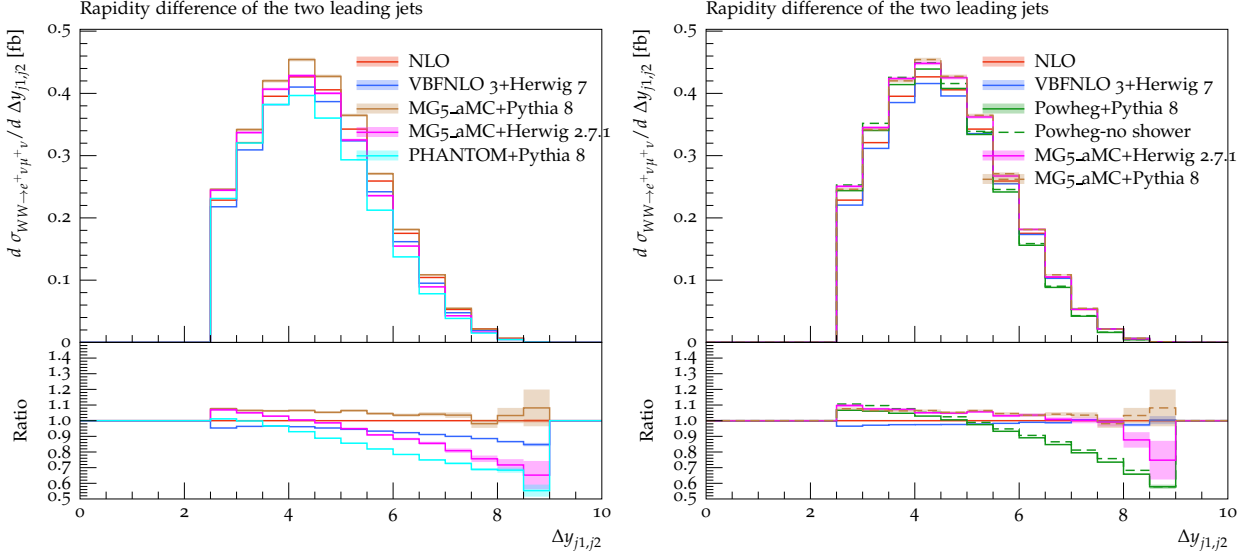 Rapidity difference of the two leading jets
d σ_{WW→e⁺νμ⁺ν} / d Δy_{j1,j2} [fb]
0.5
0.4
0.3
0.2
0.1
0
NLO
VBFNLO 3+Herwig 7
MG5_aMC+Pythia 8
MG5_aMC+Herwig 2.7.1
PHANTOM+Pythia 8
Ratio
1.4
1.3
1.2
1.1
1.0
0.9
0.8
0.7
0.6
0.5
0 2 4 6 8 10
Δy_{j1,j2}
Rapidity difference of the two leading jets
d σ_{WW→e⁺νμ⁺ν} / d Δy_{j1,j2} [fb]
0.5
0.4
0.3
0.2
0.1
0
NLO
VBFNLO 3+Herwig 7
Powheg+Pythia 8
Powheg-no shower
MG5_aMC+Herwig 2.7.1
MG5_aMC+Pythia 8
Ratio
1.4
1.3
1.2
1.1
1.0
0.9
0.8
0.7
0.6
0.5
0 2 4 6 8 10
Δy_{j1,j2}